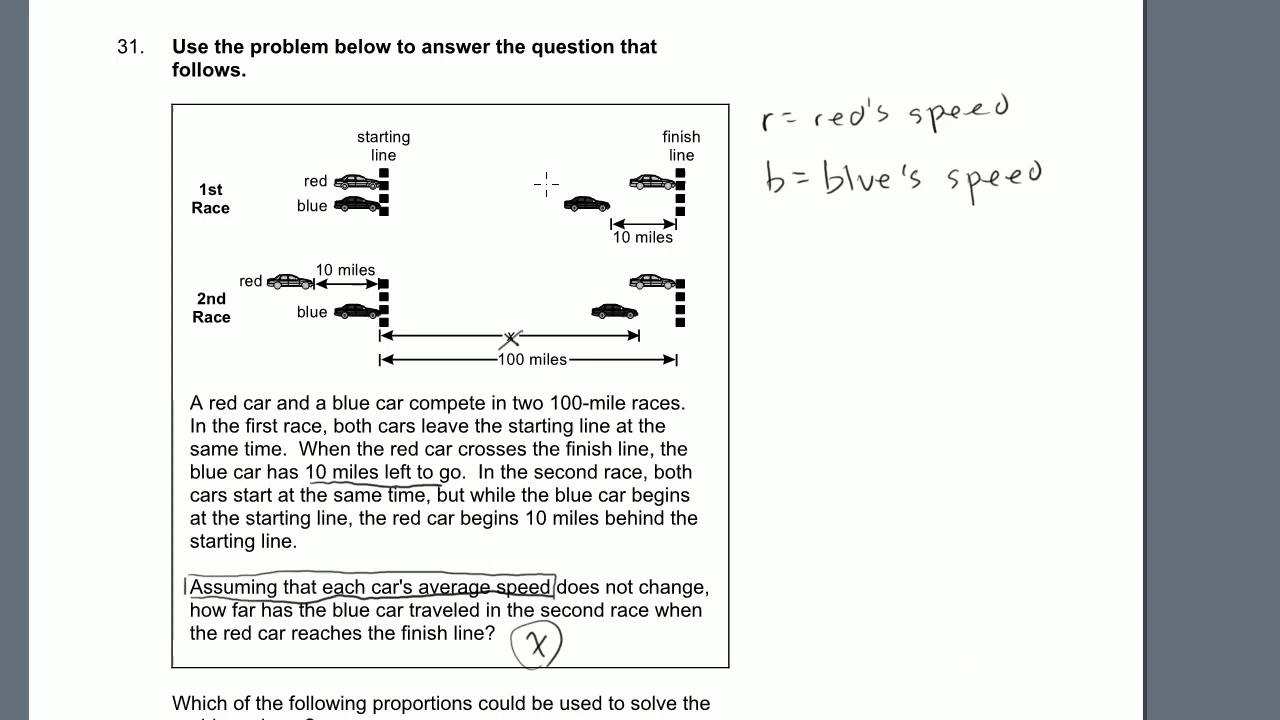 31. Use the problem below to answer the question that
follows.
r = red's speed
b = blue's speed
starting
line
finish
line
1st
Race
red
blue
10 miles
2nd
Race
red
10 miles
blue
x
100 miles
A red car and a blue car compete in two 100-mile races.
In the first race, both cars leave the starting line at the
same time. When the red car crosses the finish line, the
blue car has 10 miles left to go. In the second race, both
cars start at the same time, but while the blue car begins
at the starting line, the red car begins 10 miles behind the
starting line.
Assuming that each car's average speed does not change,
how far has the blue car traveled in the second race when
the red car reaches the finish line?
x
Which of the following proportions could be used to solve the